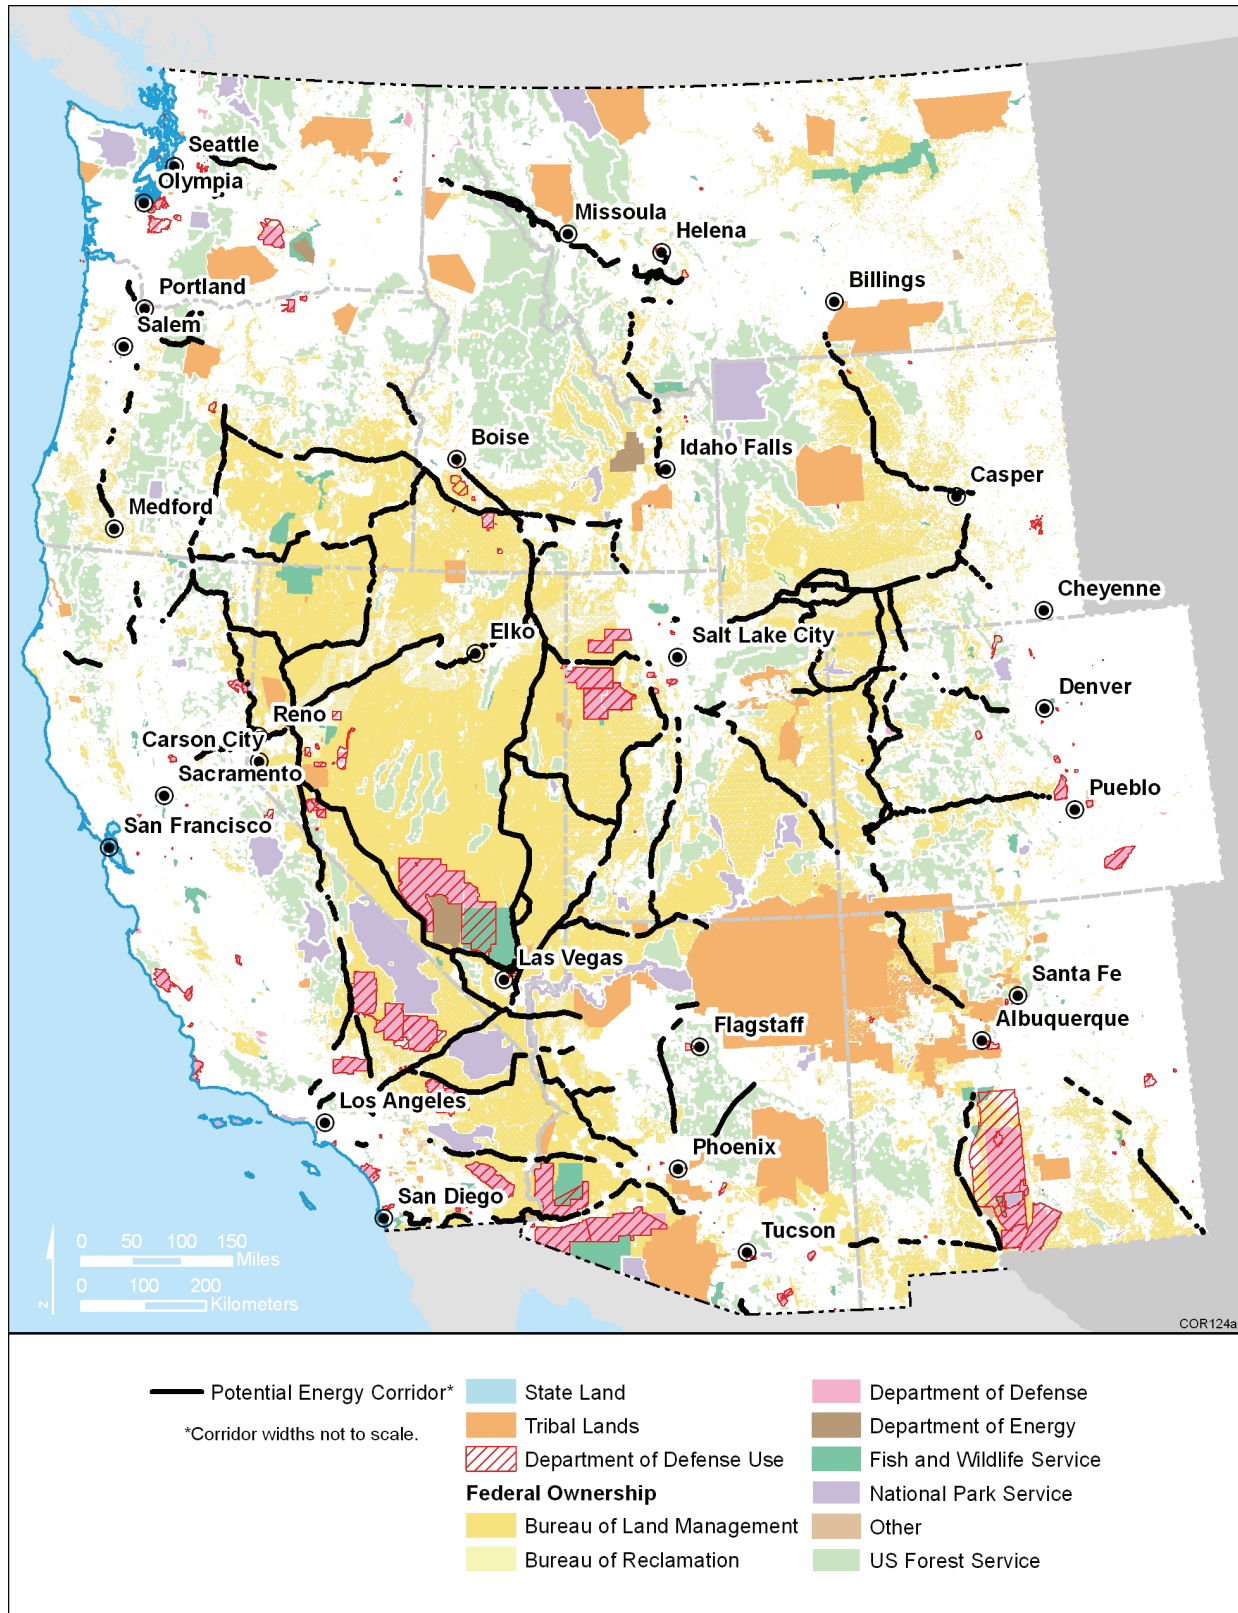 Seattle
Olympia
Missoula
Helena
Portland
Billings
Salem
Boise
Idaho Falls
Casper
Medford
Cheyenne
Elko
Salt Lake City
Denver
Reno
Carson City
Sacramento
Pueblo
San Francisco
Las Vegas
Santa Fe
Flagstaff
Albuquerque
Los Angeles
Phoenix
San Diego
Tucson
0 50 100 150
Miles
0 100 200
Kilometers
N
COR124a
Potential Energy Corridor*
*Corridor widths not to scale.
State Land
Tribal Lands
Department of Defense Use
Federal Ownership
Bureau of Land Management
Bureau of Reclamation
Department of Defense
Department of Energy
Fish and Wildlife Service
National Park Service
Other
US Forest Service